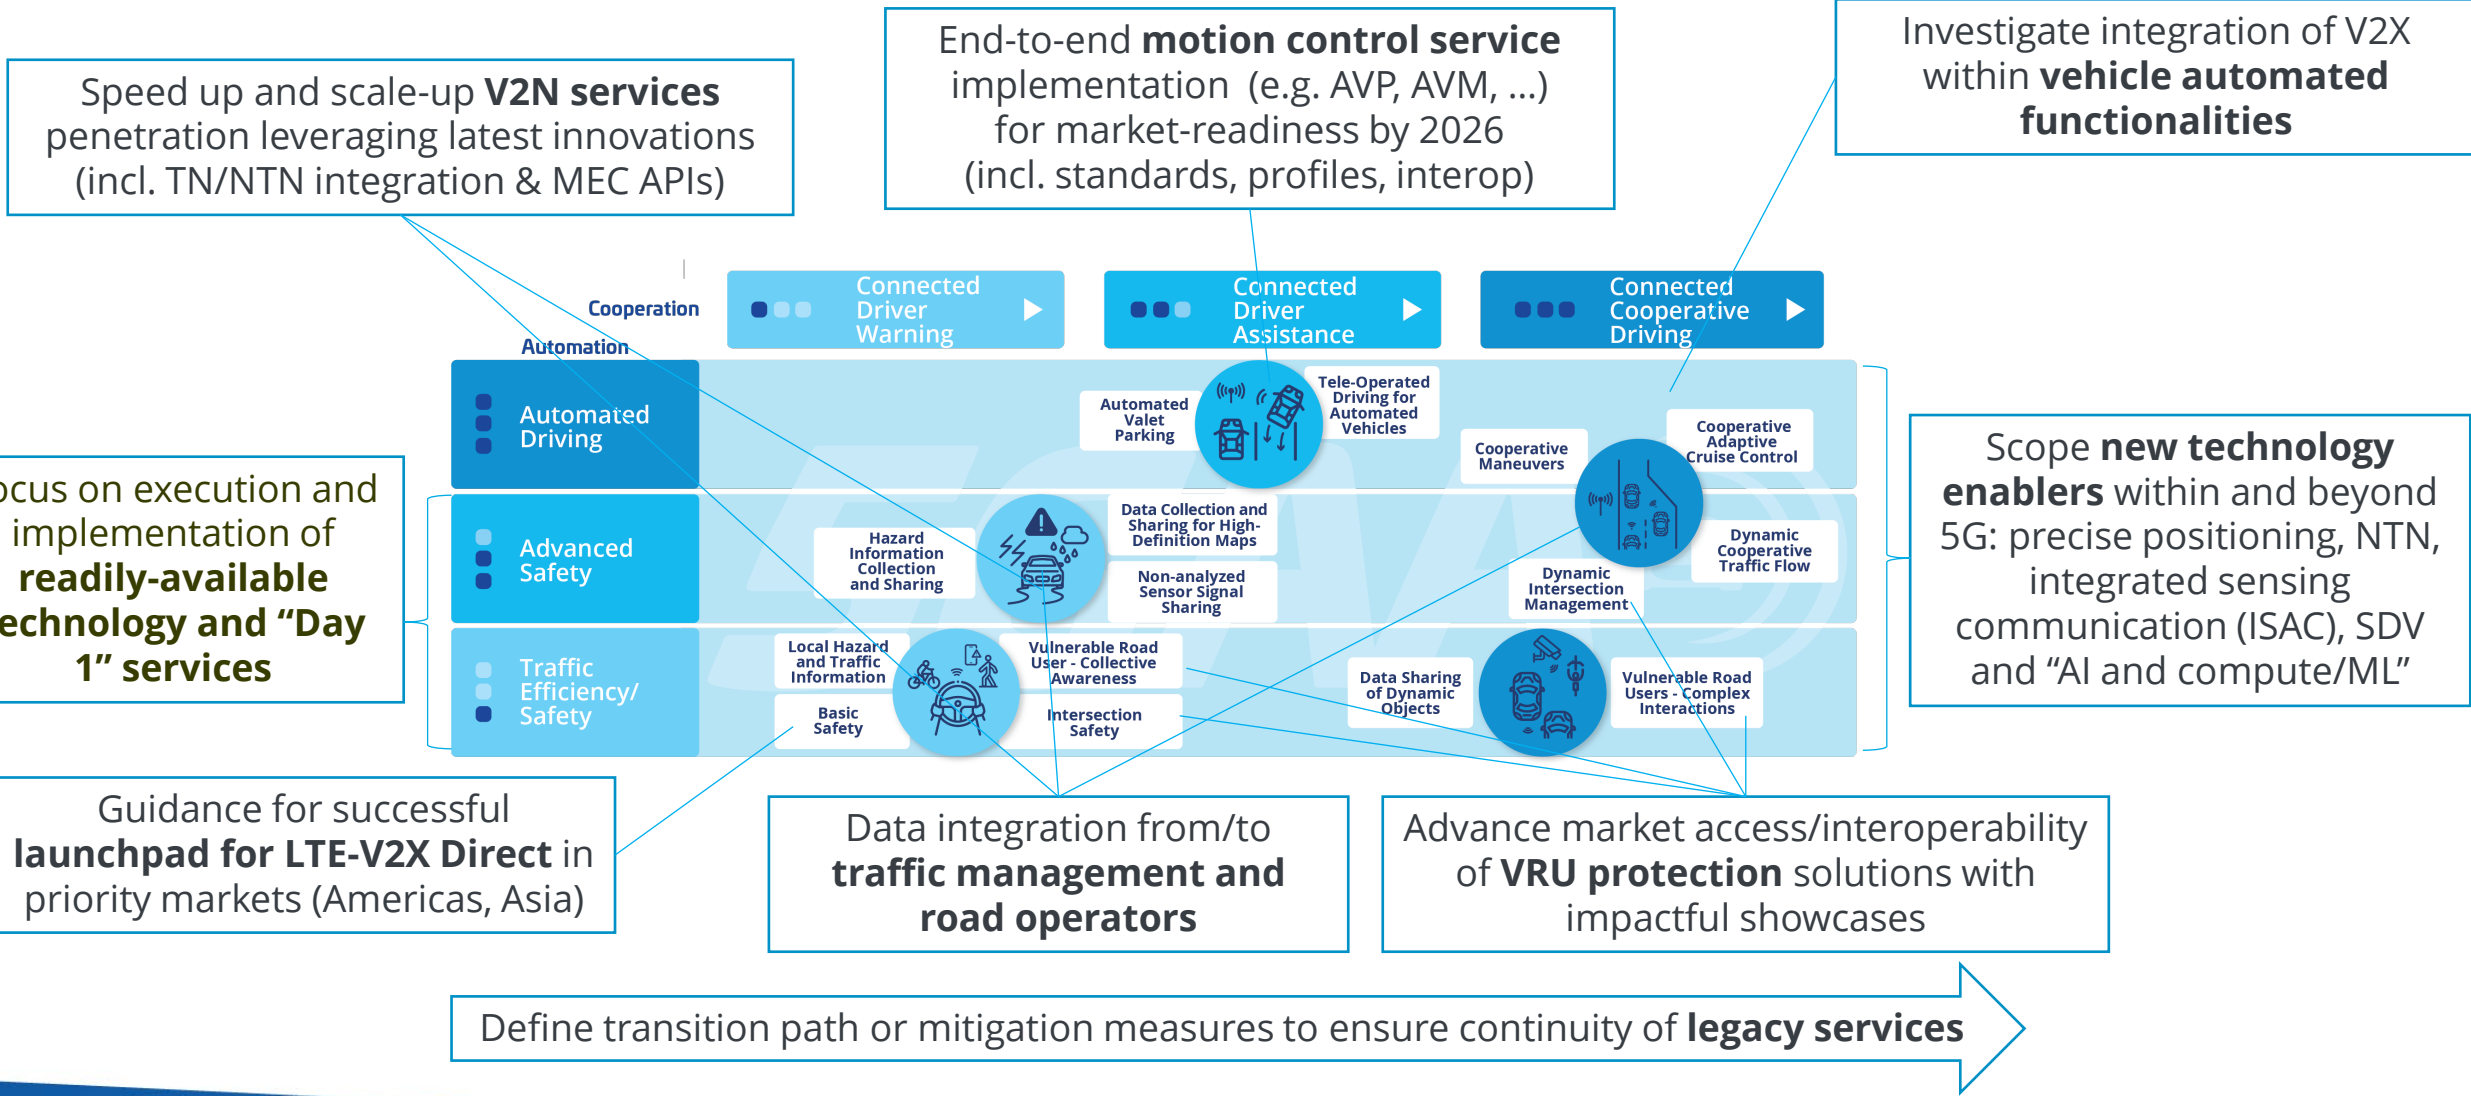 Speed up and scale-up V2N services
penetration leveraging latest innovations
(incl. TN/NTN integration & MEC APIs)
End-to-end motion control service
implementation (e.g. AVP, AVM, ...)
for market-readiness by 2026
(incl. standards, profiles, interop)
Investigate integration of V2X
within vehicle automated
functionalities
Cooperation
Automation
Connected
Driver
Warning
Connected
Driver
Assistance
Connected
Cooperative
Driving
Automated
Driving
Automated
Valet
Parking
Tele-Operated
Driving for
Automated
Vehicles
Cooperative
Maneuvers
Cooperative
Adaptive
Cruise Control
ocus on execution and
implementation of
readily-available
echnology and “Day
1” services
Advanced
Safety
Hazard
Information
Collection
and Sharing
Data Collection and
Sharing for High-
Definition Maps
Non-analyzed
Sensor Signal
Sharing
Dynamic
Intersection
Management
Dynamic
Cooperative
Traffic Flow
Traffic
Efficiency/
Safety
Local Hazard
and Traffic
Information
Basic
Safety
Vulnerable Road
User - Collective
Awareness
Intersection
Safety
Data Sharing
of Dynamic
Objects
Vulnerable Road
Users - Complex
Interactions
Scope new technology
enablers within and beyond
5G: precise positioning, NTN,
integrated sensing
communication (ISAC), SDV
and “AI and compute/ML”
Guidance for successful
launchpad for LTE-V2X Direct in
priority markets (Americas, Asia)
Data integration from/to
traffic management and
road operators
Advance market access/interoperability
of VRU protection solutions with
impactful showcases
Define transition path or mitigation measures to ensure continuity of legacy services